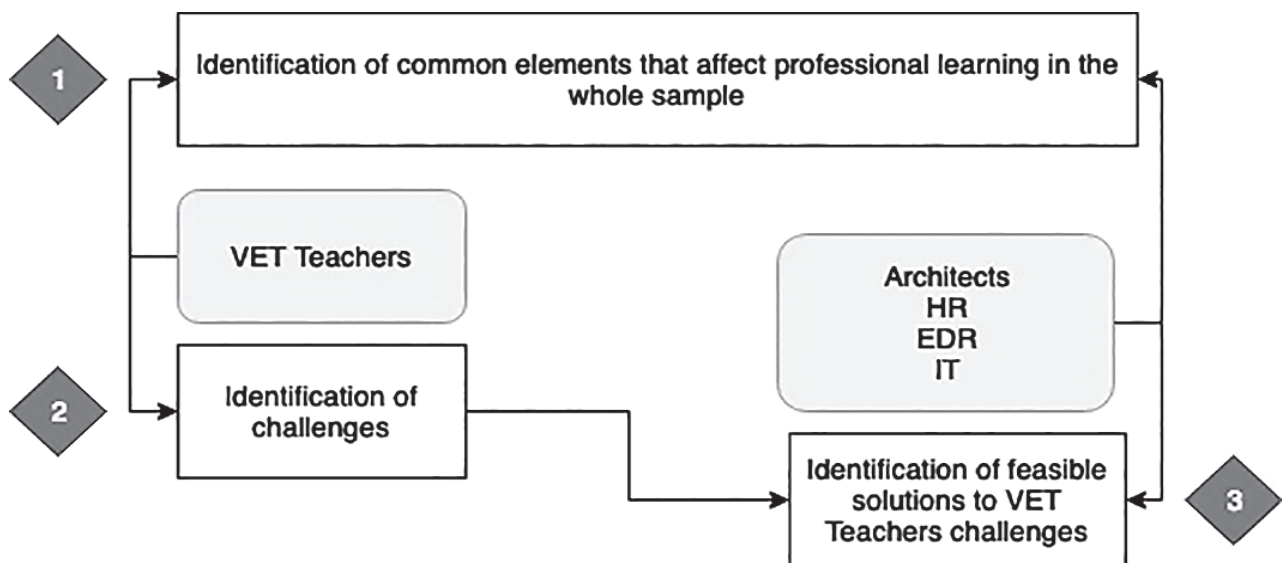 1
Identification of common elements that affect professional learning in the
whole sample
VET Teachers
Architects
HR
EDR
IT
2
Identification of
challenges
Identification of feasible
solutions to VET
Teachers challenges
3